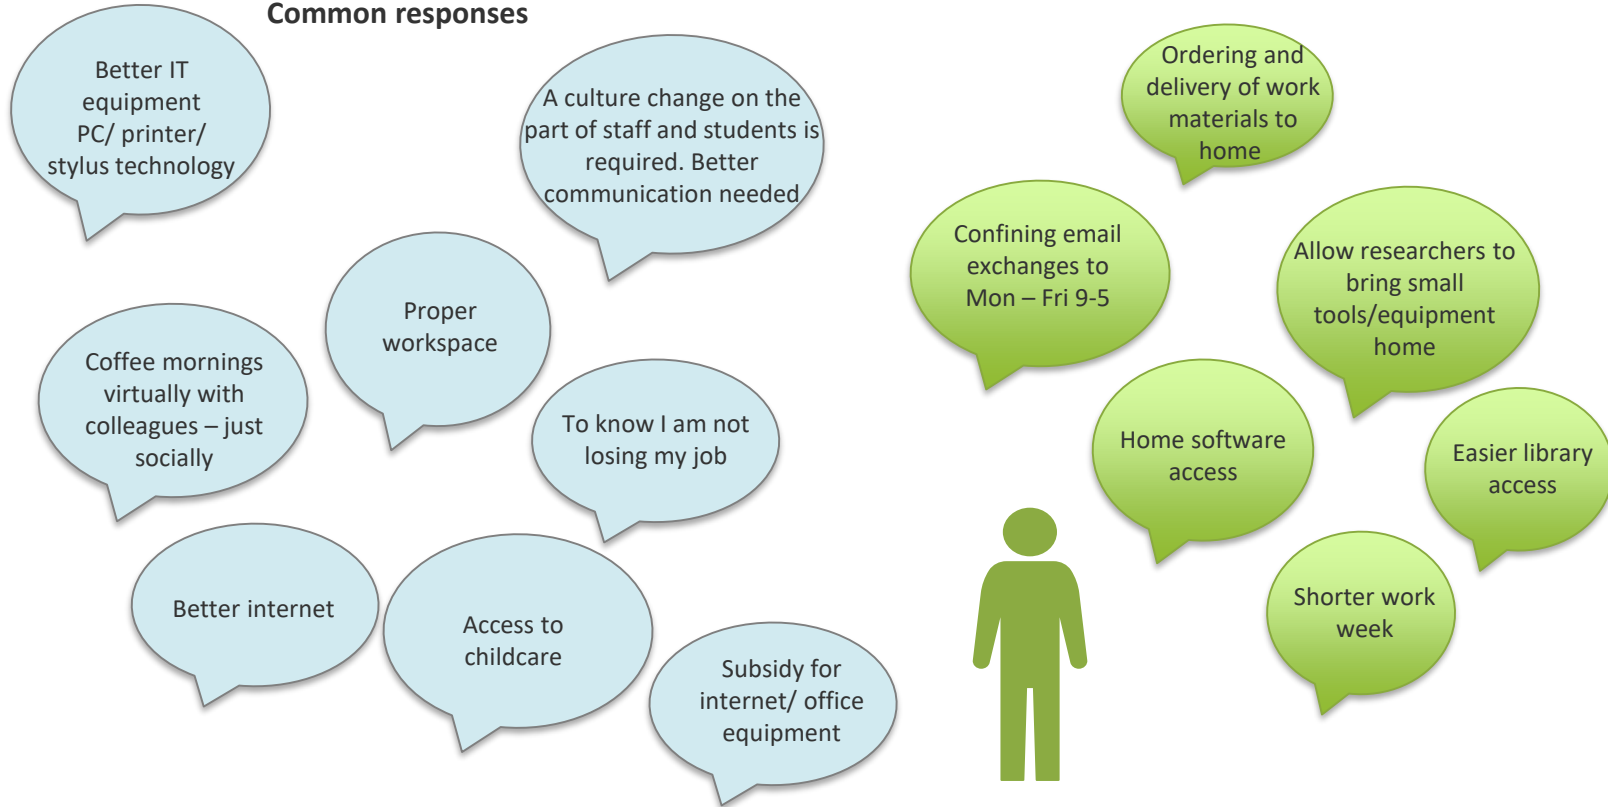 Common responses
Better IT
equipment
PC/ printer/
stylus technology
A culture change on the
part of staff and students is
required. Better
communication needed
Proper
workspace
Coffee mornings
virtually with
colleagues – just
socially
To know I am not
losing my job
Better internet
Access to
childcare
Subsidy for
internet/ office
equipment
Ordering and
delivery of work
materials to
home
Confining email
exchanges to
Mon – Fri 9-5
Allow researchers to
bring small
tools/equipment
home
Home software
access
Easier library
access
Shorter work
week